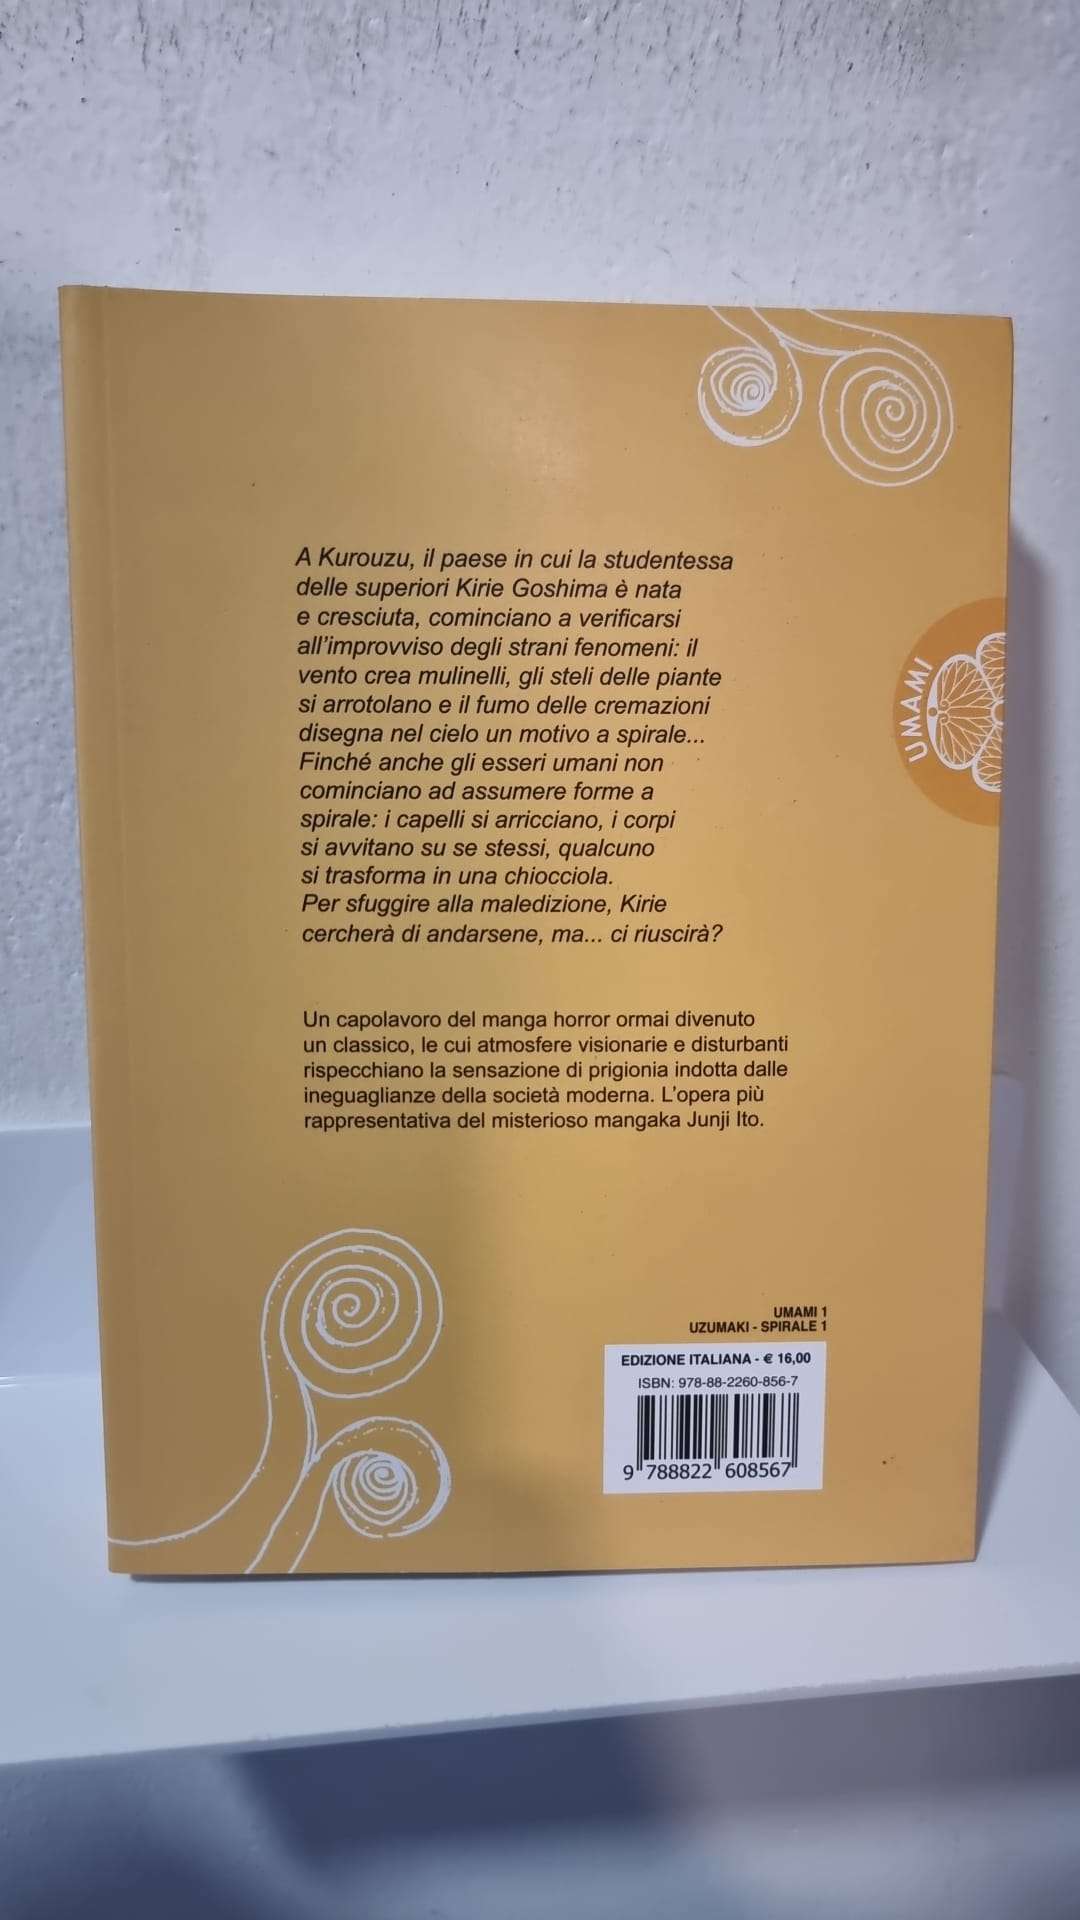 A Kurouzu, il paese in cui la studentessa
delle superiori Kirie Goshima è nata
e cresciuta, cominciano a verificarsi
all'improvviso degli strani fenomeni: il
vento crea mulinelli, gli steli delle piante
si arrotolano e il fumo delle cremazioni
disegna nel cielo un motivo a spirale...
Finché anche gli esseri umani non
cominciano ad assumere forme a
spirale: i capelli si arricciano, i corpi
si avvitano su se stessi, qualcuno
si trasforma in una chiocciola.
Per sfuggire alla maledizione, Kirie
cercherà di andarsene, ma... ci riuscirà?
UMAMI
Un capolavoro del manga horror ormai divenuto
un classico, le cui atmosfere visionarie e disturbanti
rispecchiano la sensazione di prigionia indotta dalle
ineguaglianze della società moderna. L'opera più
rappresentativa del misterioso mangaka Junji Ito.
UMAMI 1
UZUMAKI - SPIRALE 1
EDIZIONE ITALIANA - € 16,00
ISBN: 978-88-2260-856-7
9 788822 608567